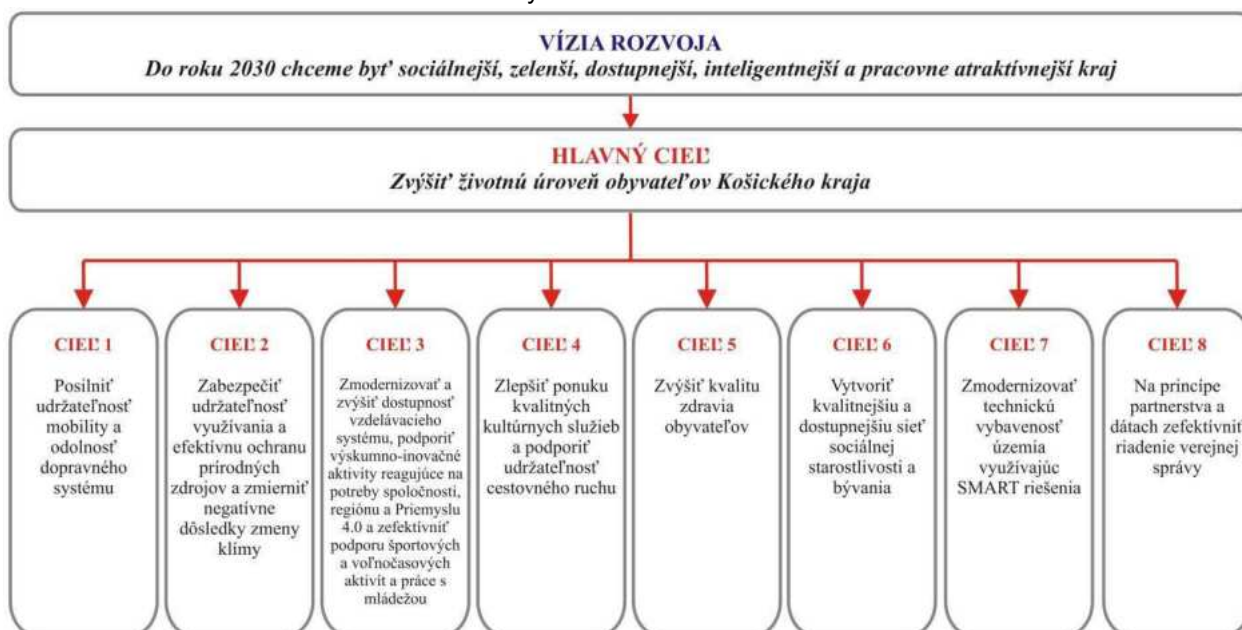 y
VÍZIA ROZVOJA
Do roku 2030 chceme byť sociálnejší, zelenší, dostupnejší, inteligentnejší a pracovne atraktívnejší kraj
HLAVNÝ CIEĽ
Zvýšiť životnú úroveň obyvateľov Košického kraja
CIEĽ 1
Posilniť
udržateľnosť
mobility a
odolnosť
dopravného
systému
CIEĽ 2
Zabezpečiť
udržateľnosť
využívania a
efektívnu ochranu
prírodných
zdrojov a zmierniť
negatívne
dôsledky zmeny
klímy
CIEĽ 3
Zmodernizovať a
zvýšiť dostupnosť
vzdelávacieho
systému, podporiť
výskumno-inovačné
aktivity reagujúce na
potreby spoločnosti,
regiónu a Priemyslu
4.0 a zefektívniť
podporu športových
a voľnočasových
aktivít a práce s
mládežou
CIEĽ 4
Zlepšiť ponuku
kvalitných
kultúrnych služieb
a podporiť
udržateľnosť
cestovného ruchu
CIEĽ 5
Zvýšiť kvalitu
zdravia
obyvateľov
CIEĽ 6
Vytvoriť
kvalitnejšiu a
dostupnejšiu sieť
sociálnej
starostlivosti a
bývania
CIEĽ 7
Zmodernizovať
technickú
vybavenosť
územia
využívajúc
SMART riešenia
CIEĽ 8
Na princípe
partnerstva a
dátach zefektívniť
riadenie verejnej
správy